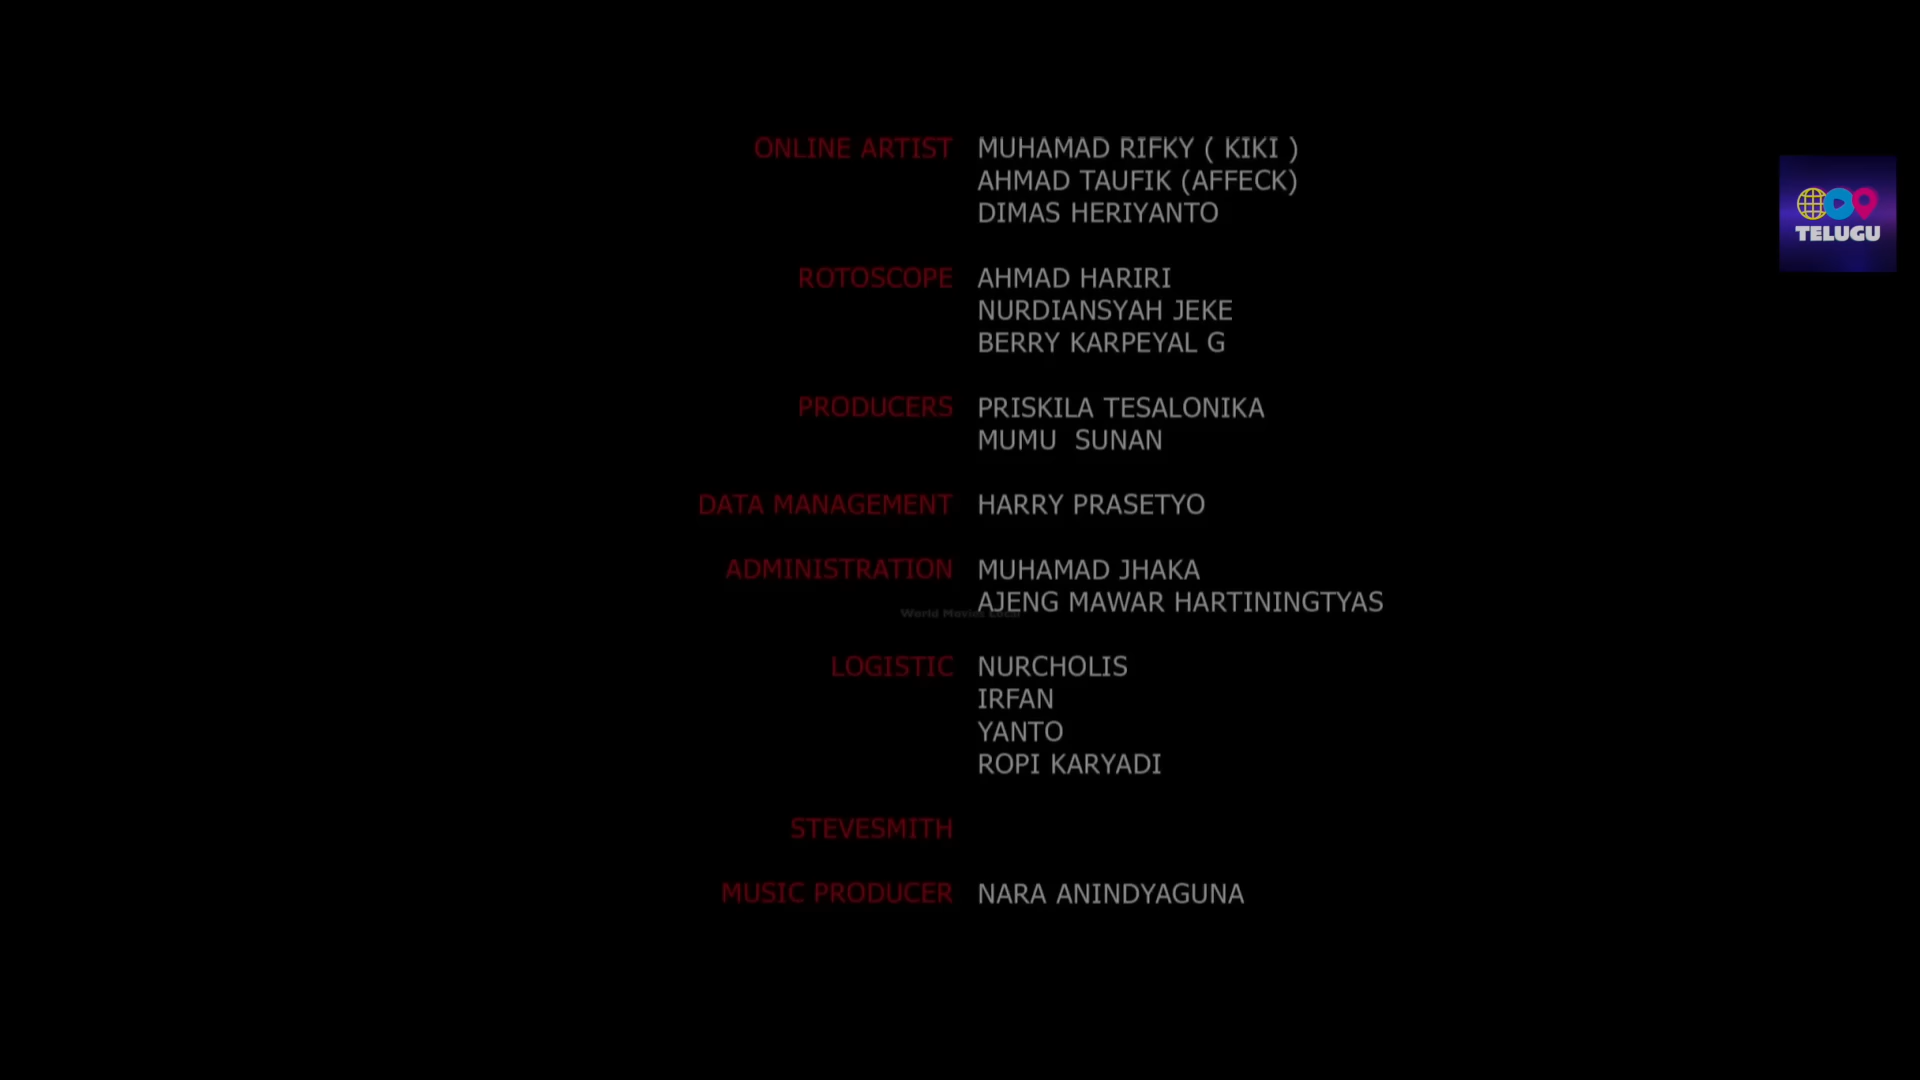 ONLINE ARTIST MUHAMAD RIFKY ( KIKI )
AHMAD TAUFIK (AFFECK)
DIMAS HERIYANTO
ROTOSCOPE AHMAD HARIRI
NURDIANSYAH JEKE
BERRY KARPEYAL G
PRODUCERS PRISKILA TESALONIKA
MUMU  SUNAN
DATA MANAGEMENT HARRY PRASETYO
ADMINISTRATION MUHAMAD JHAKA
AJENG MAWAR HARTININGTYAS
World Movies
LOGISTIC NURCHOLIS
IRFAN
YANTO
ROPI KARYADI
STEVESMITH
MUSIC PRODUCER NARA ANINDYAGUNA
TELUGU